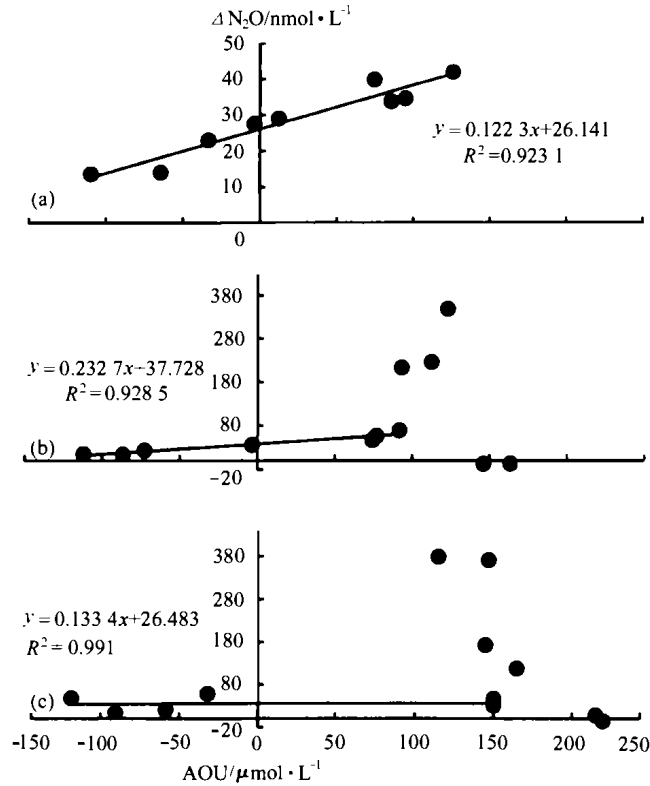 ΔN₂O/nmol·L⁻¹
50
40
30
20
10
0
y=0.122 3x+26.141
R²=0.923 1
(a)
380
280
180
80
-20
y=0.232 7x-37.728
R²=0.928 5
(b)
380
280
180
80
-20
y=0.133 4x+26.483
R²=0.991
(c)
-150 -100 -50 0 50 100 150 200 250
AOU/μmol·L⁻¹